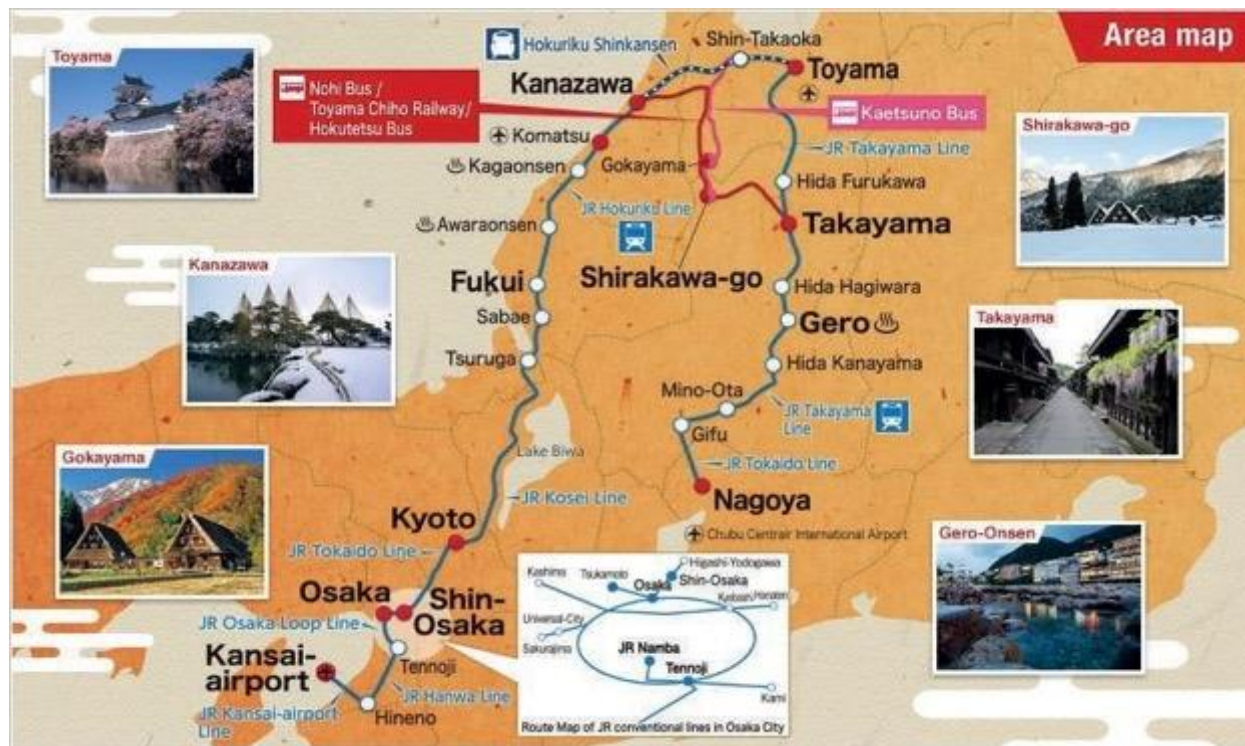 Area map
Toyama
Hokuriku Shinkansen
Shin-Takaoka
Kanazawa
Toyama
Nohi Bus /
Toyama Chiho Railway/
Hokutetsu Bus
Kaetsuno Bus
Shirakawa-go
Komatsu
Gokayama
JR Takayama Line
Kagaonsen
Hida Furukawa
JR Hokuriku Line
Awaraonsen
Takayama
Kanazawa
Fukui
Shirakawa-go
Hida Hagiwara
Takayama
Sabae
Gero
Tsuruga
Hida Kanayama
Mino-Ota
JR Takayama
Line
Gifu
Gokayama
Lake Biwa
JR Tokaido Line
JR Kosei Line
Nagoya
Kyoto
Chubu Centrair International Airport
Gero-Onsen
JR Tokaido Line
Higashi-Yodogawa
Kashima
Tsukamoto
Osaka
Shin-Osaka
Osaka
Shin-
Osaka
JR Osaka Loop Line
Universal-City
Sakurajima
JR Namba
Tennoji
Kansai-
airport
Tennoji
JR Hanwa Line
Kami
JR Kansai-airport
Line
Hineno
Route Map of JR conventional lines in Osaka City